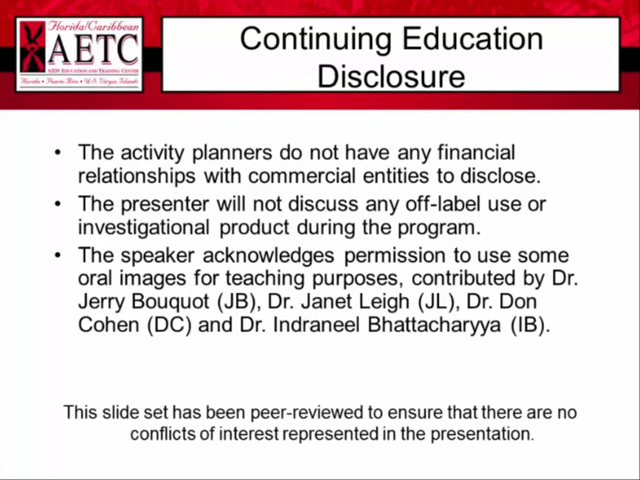 Florida/Caribbean
AETC
AIDS EDUCATION AND TRAINING CENTER
Florida • Puerto Rico • U.S. Virgin Islands
Continuing Education
Disclosure
• The activity planners do not have any financial
relationships with commercial entities to disclose.
• The presenter will not discuss any off-label use or
investigational product during the program.
• The speaker acknowledges permission to use some
oral images for teaching purposes, contributed by Dr.
Jerry Bouquot (JB), Dr. Janet Leigh (JL), Dr. Don
Cohen (DC) and Dr. Indraneel Bhattacharyya (IB).
This slide set has been peer-reviewed to ensure that there are no
conflicts of interest represented in the presentation.